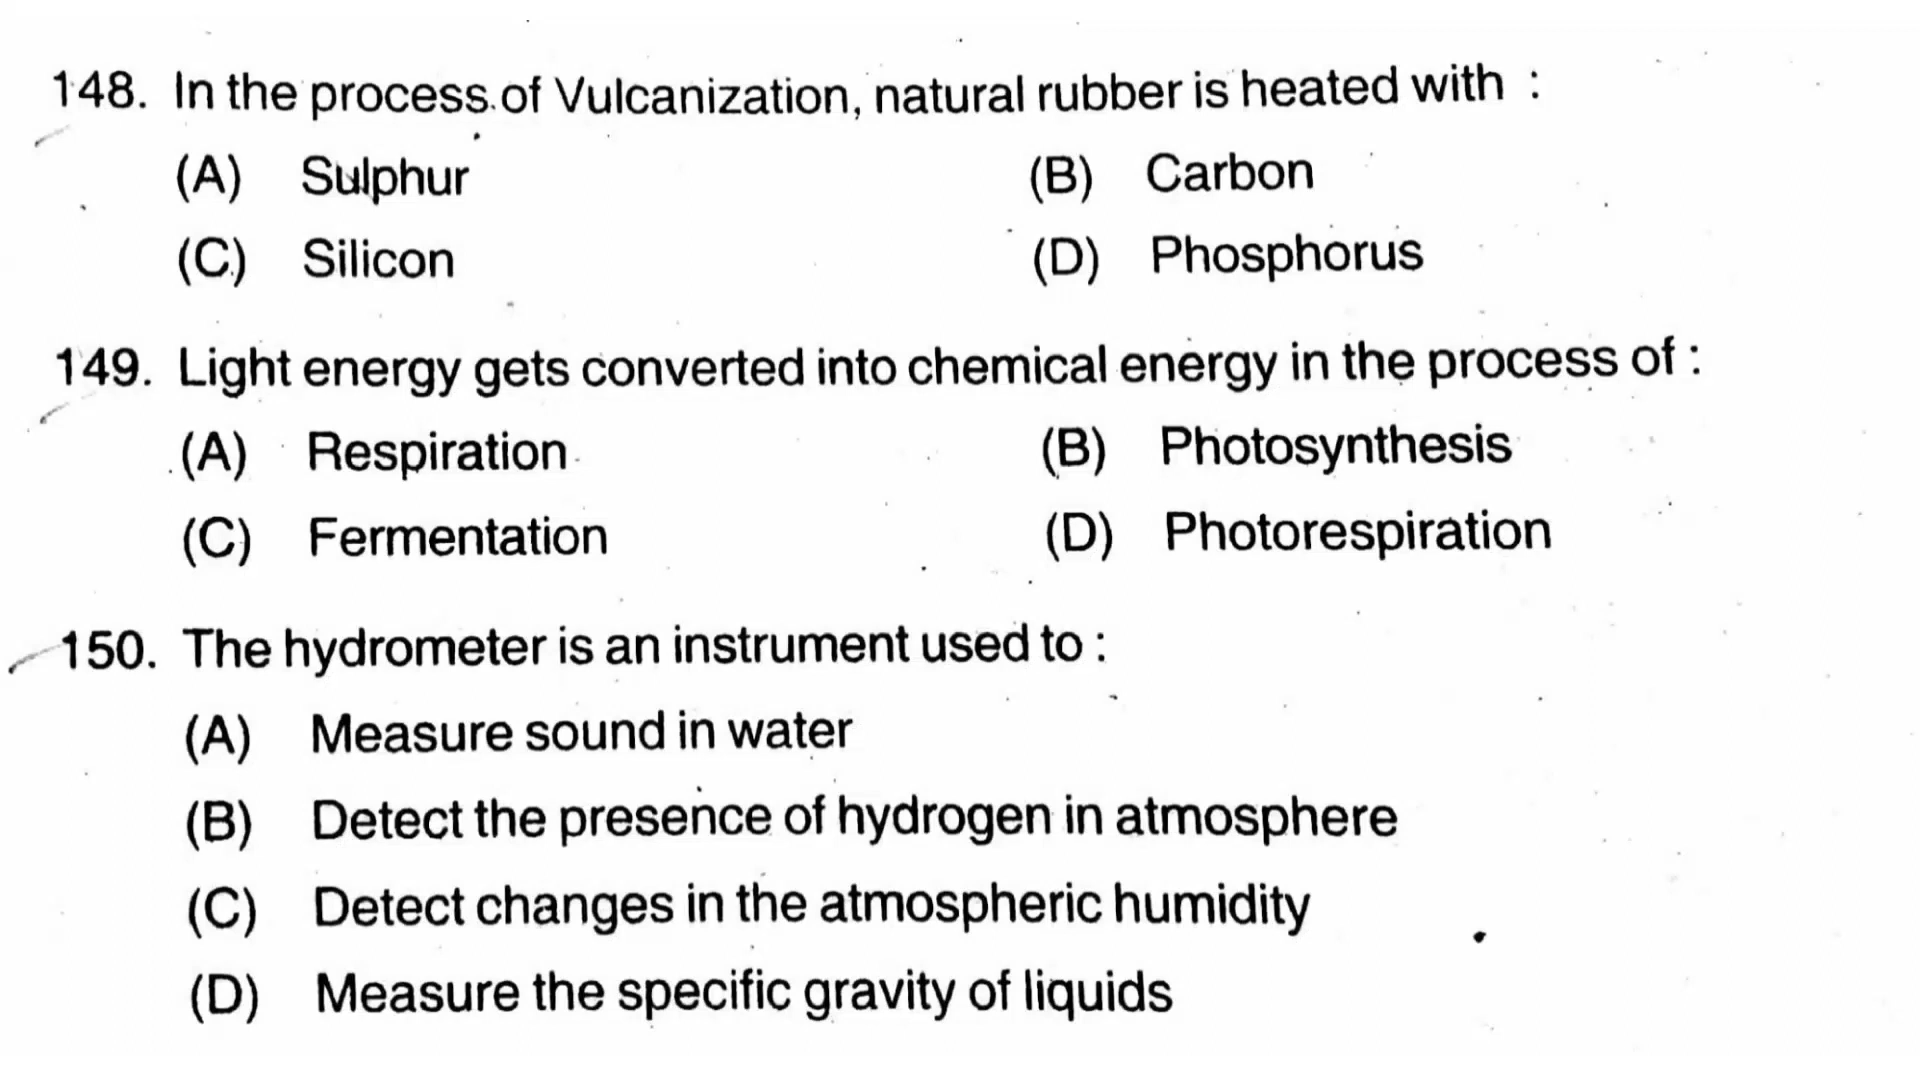 148. In the process of Vulcanization, natural rubber is heated with :
(A) Sulphur (B) Carbon
(C) Silicon (D) Phosphorus
149. Light energy gets converted into chemical energy in the process of :
(A) Respiration (B) Photosynthesis
(C) Fermentation (D) Photorespiration
150. The hydrometer is an instrument used to :
(A) Measure sound in water
(B) Detect the presence of hydrogen in atmosphere
(C) Detect changes in the atmospheric humidity
(D) Measure the specific gravity of liquids